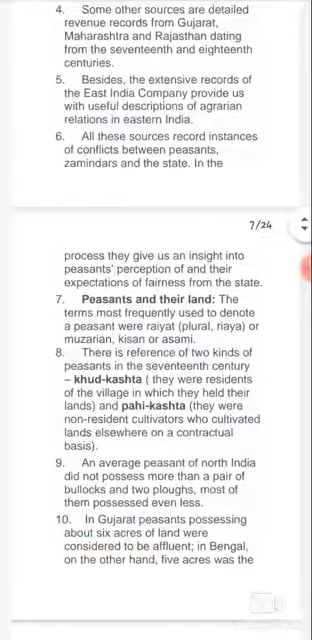 4. Some other sources are detailed
revenue records from Gujarat,
Maharashtra and Rajasthan dating
from the seventeenth and eighteenth
centuries.
5. Besides, the extensive records of
the East India Company provide us
with useful descriptions of agrarian
relations in eastern India.
6. All these sources record instances
of conflicts between peasants,
zamindars and the state. In the
7/24
process they give us an insight into
peasants' perception of and their
expectations of fairness from the state.
7. Peasants and their land: The
terms most frequently used to denote
a peasant were raiyat (plural, riaya) or
muzarian, kisan or asami.
8. There is reference of two kinds of
peasants in the seventeenth century
– khud-kashta ( they were residents
of the village in which they held their
lands) and pahi-kashta (they were
non-resident cultivators who cultivated
lands elsewhere on a contractual
basis).
9. An average peasant of north India
did not possess more than a pair of
bullocks and two ploughs, most of
them possessed even less.
10. In Gujarat peasants possessing
about six acres of land were
considered to be affluent; in Bengal,
on the other hand, five acres was the